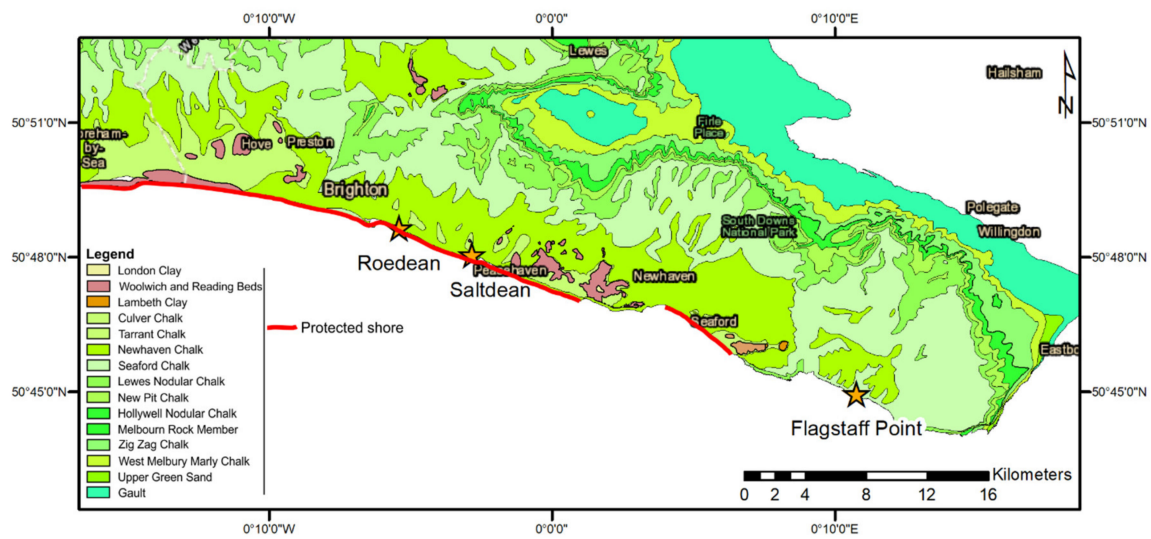 0°10'0"W 0°0'0" 0°10'0"E
Lewes
Hailsham
N
50°51'0"N 50°51'0"N
oreham-
by-
Sea
Hove Preston
Firle
Place
Brighton
South Downs
National Park
Polegate
Willingdon
50°48'0"N 50°48'0"N
Roedean
Peacehaven
Newhaven
Saltdean
Seaford
Eastbo
50°45'0"N 50°45'0"N
Flagstaff Point
Legend
London Clay
Woolwich and Reading Beds
Lambeth Clay
Culver Chalk
Tarrant Chalk
Newhaven Chalk
Seaford Chalk
Lewes Nodular Chalk
New Pit Chalk
Hollywell Nodular Chalk
Melbourn Rock Member
Zig Zag Chalk
West Melbury Marly Chalk
Upper Green Sand
Gault
Protected shore
Kilometers
0 2 4 8 12 16
0°10'0"W 0°0'0" 0°10'0"E